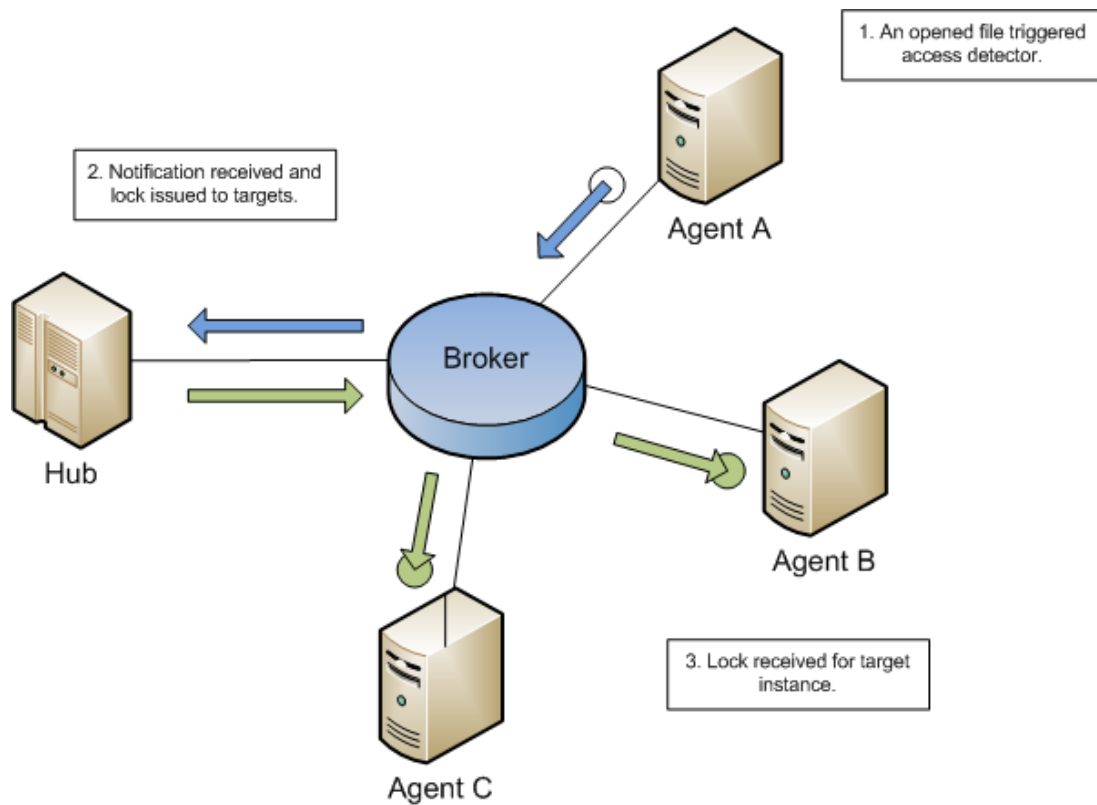 1. An opened file triggered
access detector.
Agent A
2. Notification received and
lock issued to targets.
Broker
Hub
Agent B
3. Lock received for target
instance.
Agent C